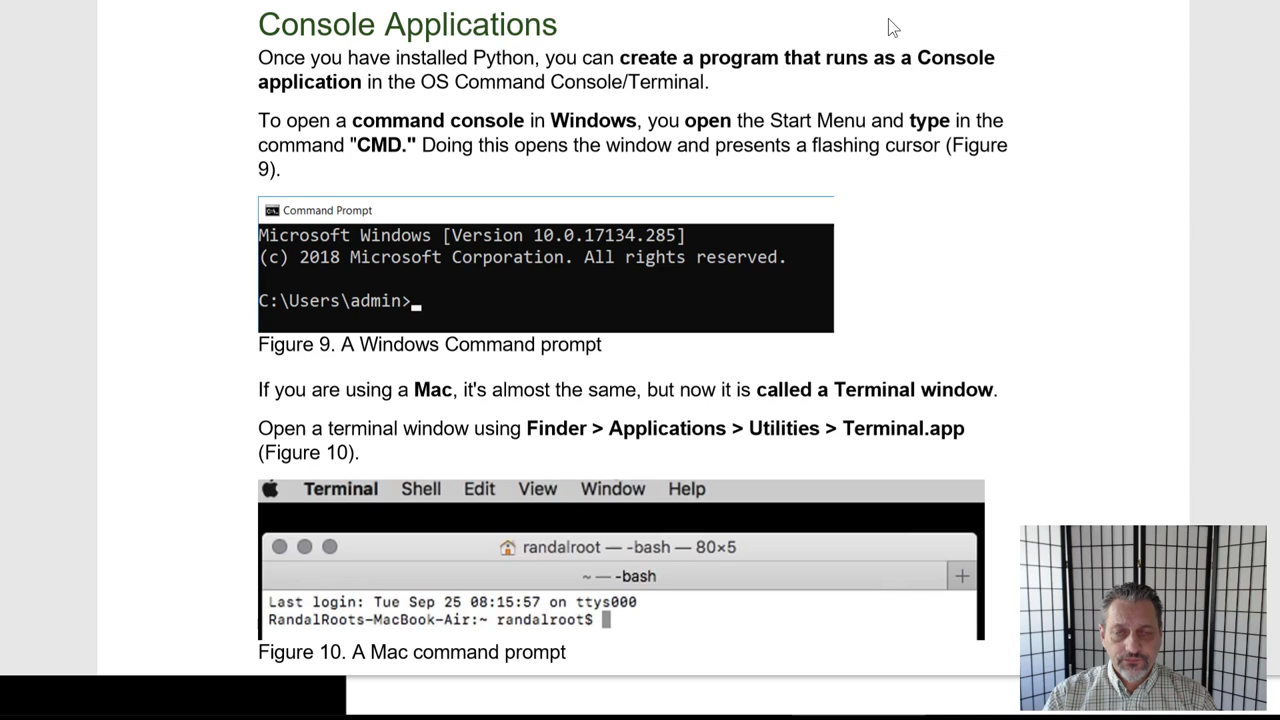 Console Applications
Once you have installed Python, you can create a program that runs as a Console
application in the OS Command Console/Terminal.
To open a command console in Windows, you open the Start Menu and type in the
command "CMD." Doing this opens the window and presents a flashing cursor (Figure
9).
Command Prompt
Microsoft Windows [Version 10.0.17134.285]
(c) 2018 Microsoft Corporation. All rights reserved.
C:\Users\admin>
Figure 9. A Windows Command prompt
If you are using a Mac, it's almost the same, but now it is called a Terminal window.
Open a terminal window using Finder > Applications > Utilities > Terminal.app
(Figure 10).
Terminal Shell Edit View Window Help
randalroot — -bash — 80×5
~ — -bash
Last login: Tue Sep 25 08:15:57 on ttys000
RandalRoots-MacBook-Air:~ randalroot$
Figure 10. A Mac command prompt